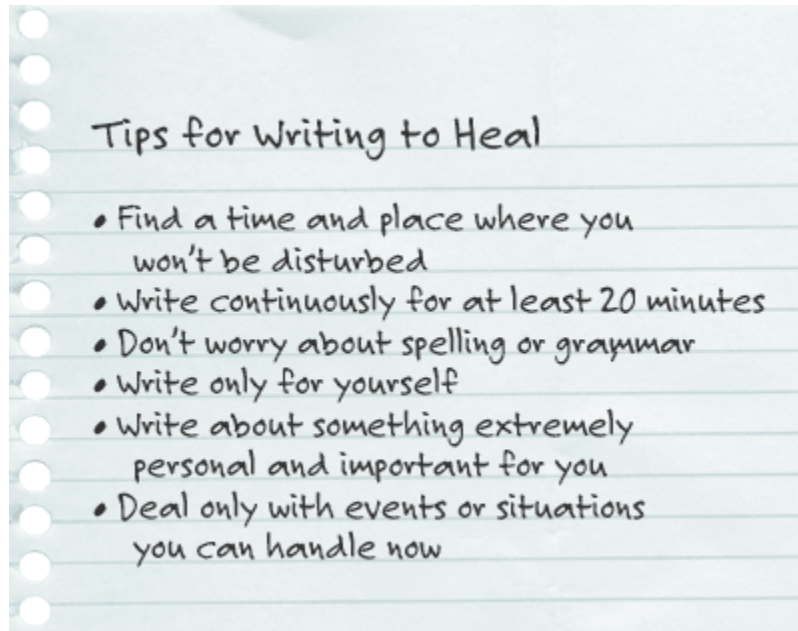 Tips for Writing to Heal
• Find a time and place where you
won't be disturbed
• Write continuously for at least 20 minutes
• Don't worry about spelling or grammar
• Write only for yourself
• Write about something extremely
personal and important for you
• Deal only with events or situations
you can handle now